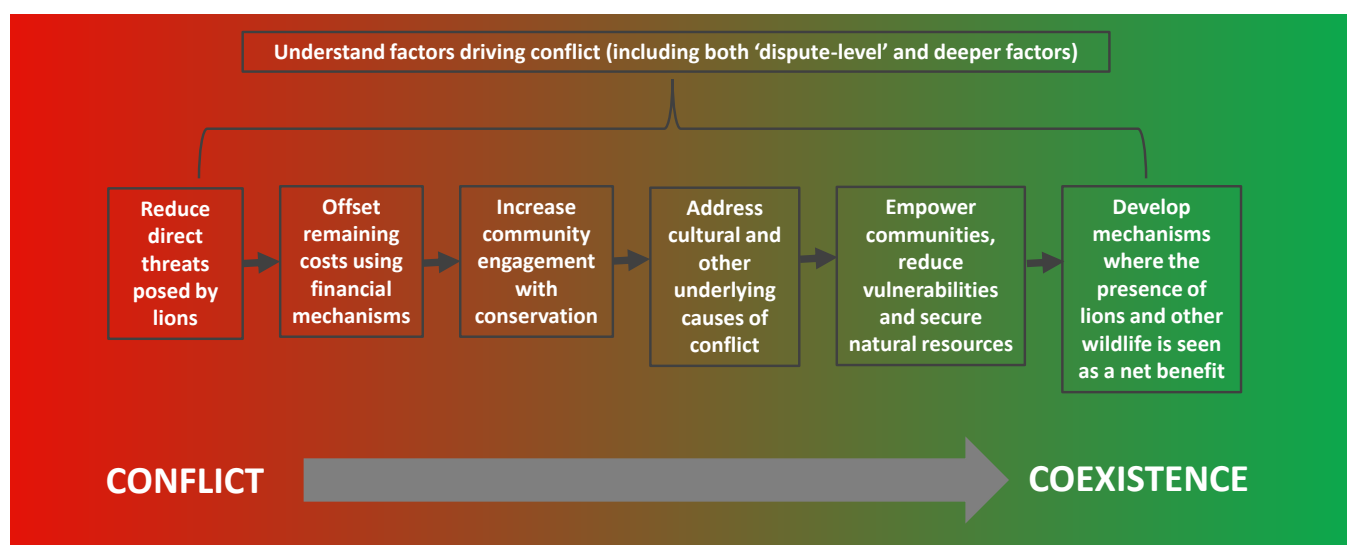 Understand factors driving conflict (including both ‘dispute-level’ and deeper factors)
Reduce
direct
threats
posed by
lions
Offset
remaining
costs using
financial
mechanisms
Increase
community
engagement
with
conservation
Address
cultural and
other
underlying
causes of
conflict
Empower
communities,
reduce
vulnerabilities
and secure
natural resources
Develop
mechanisms
where the
presence of
lions and other
wildlife is seen
as a net benefit
CONFLICT
COEXISTENCE